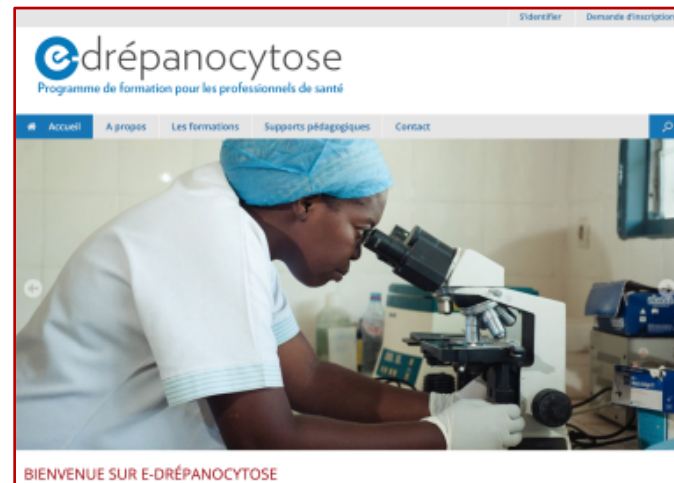 S'identifier Demande d'inscription
e-drépanocytose
Programme de formation pour les professionnels de santé
Accueil A propos Les formations Supports pédagogiques Contact
BIENVENUE SUR E-DRÉPANOCYTOSE